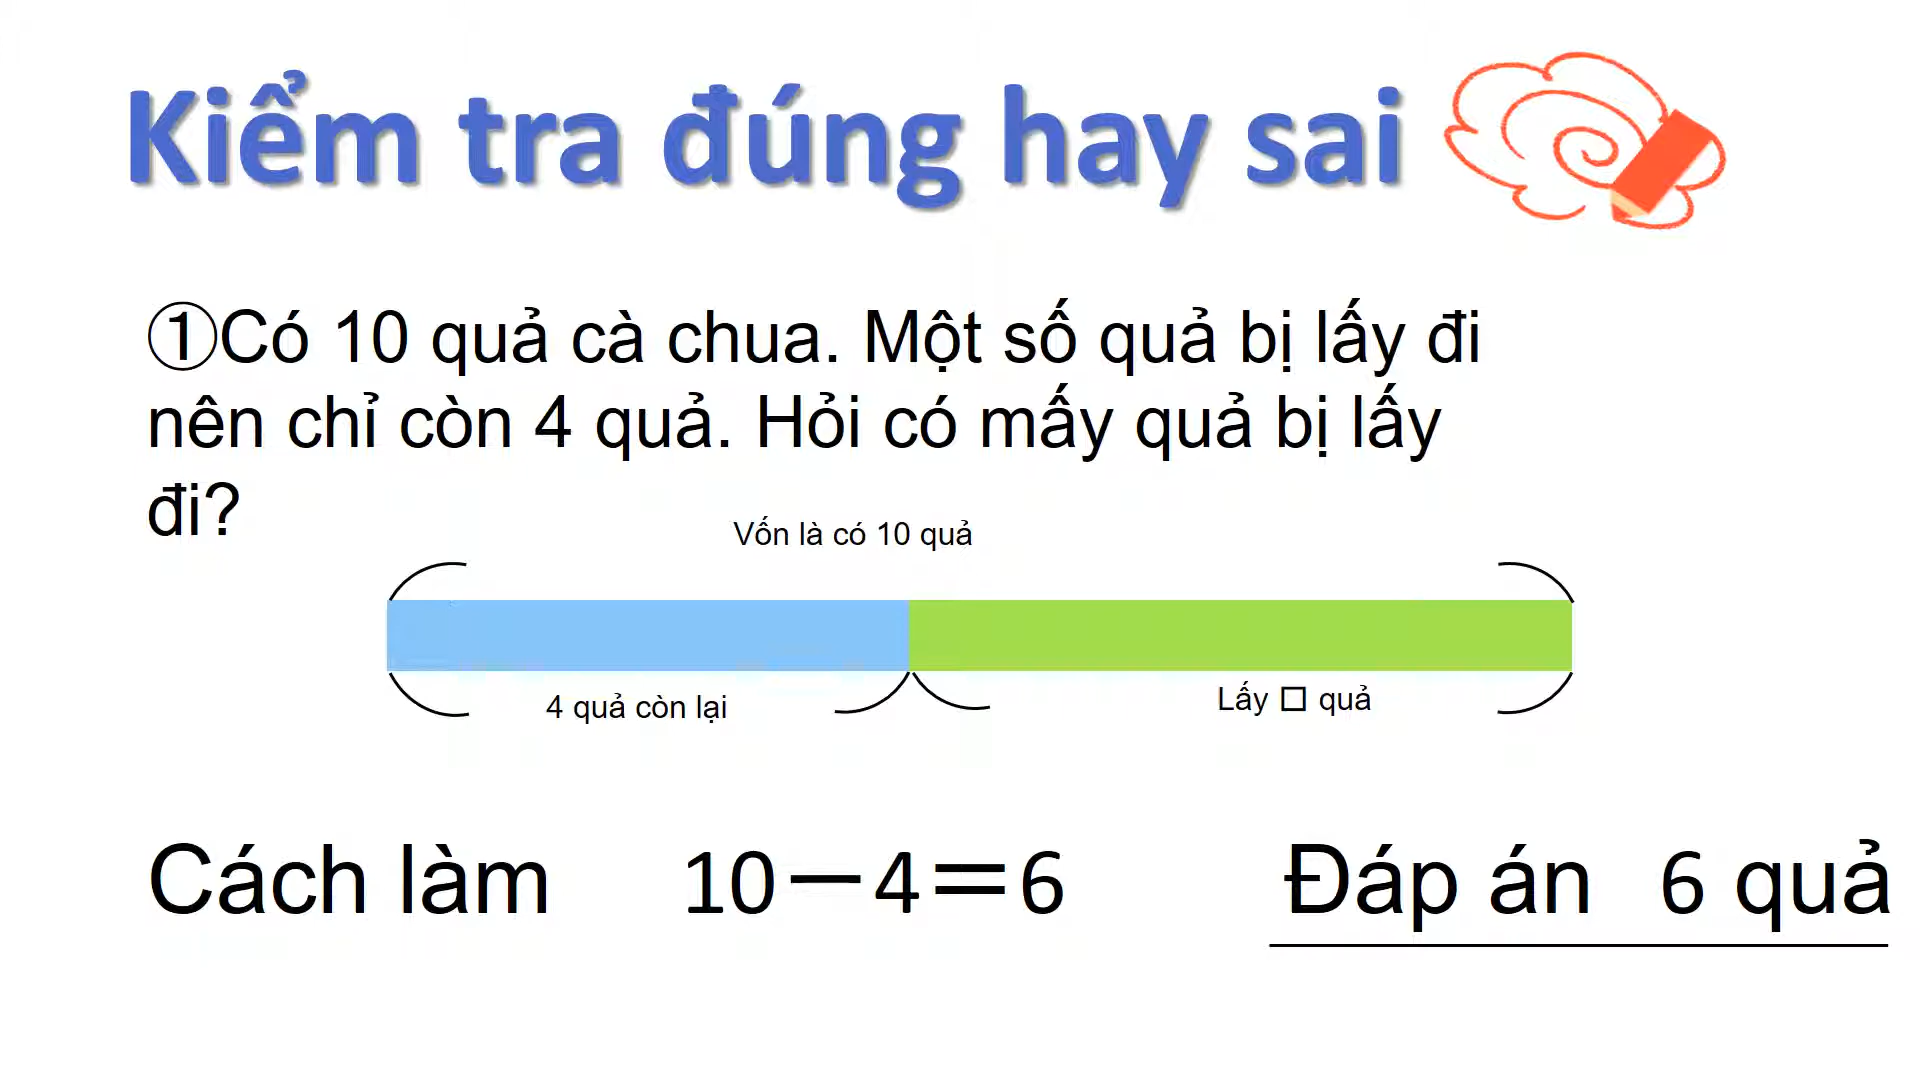 Kiểm tra đúng hay sai
①Có 10 quả cà chua. Một số quả bị lấy đi
nên chỉ còn 4 quả. Hỏi có mấy quả bị lấy
đi?
Vốn là có 10 quả
4 quả còn lại
Lấy □ quả
Cách làm 10－4＝6 Đáp án 6 quả